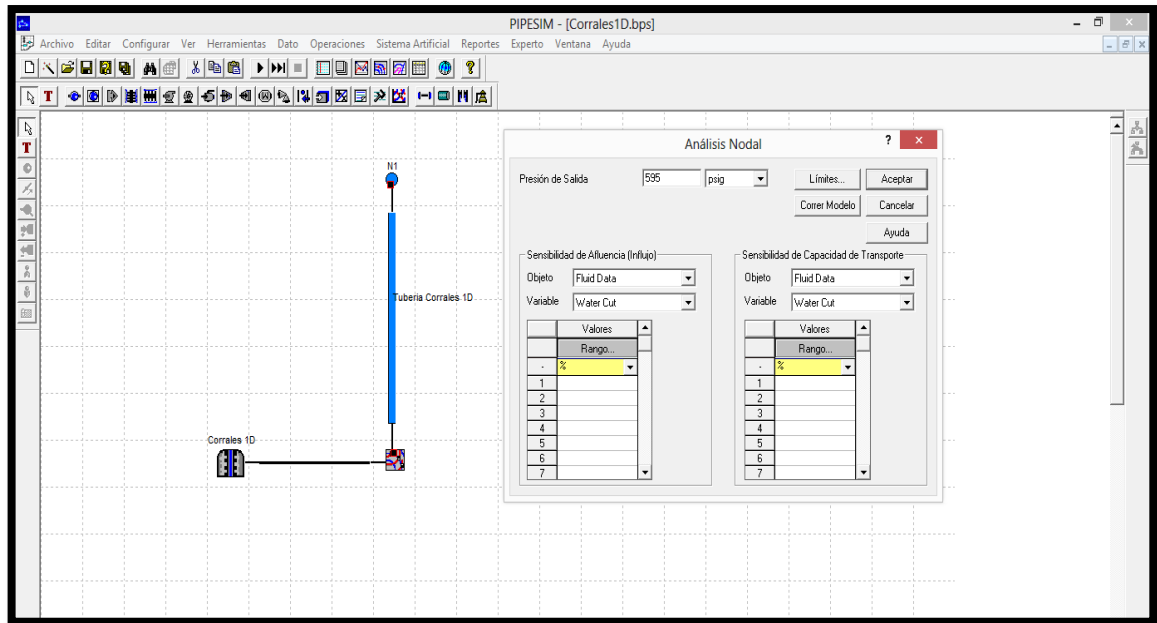 PIPESIM - [Corrales1D.bps]
Archivo Editar Configurar Ver Herramientas Dato Operaciones Sistema Artificial Reportes Experto Ventana Ayuda
T
T
N1
Tuberia Corrales 1D
Corrales 1D
Análisis Nodal
Presión de Salida 595 psig Límites... Aceptar
Correr Modelo Cancelar
Ayuda
Sensibilidad de Afluencia (Influjo)
Objeto Fluid Data
Variable Water Cut
Valores
Rango...
%
1
2
3
4
5
6
7
Sensibilidad de Capacidad de Transporte
Objeto Fluid Data
Variable Water Cut
Valores
Rango...
%
1
2
3
4
5
6
7